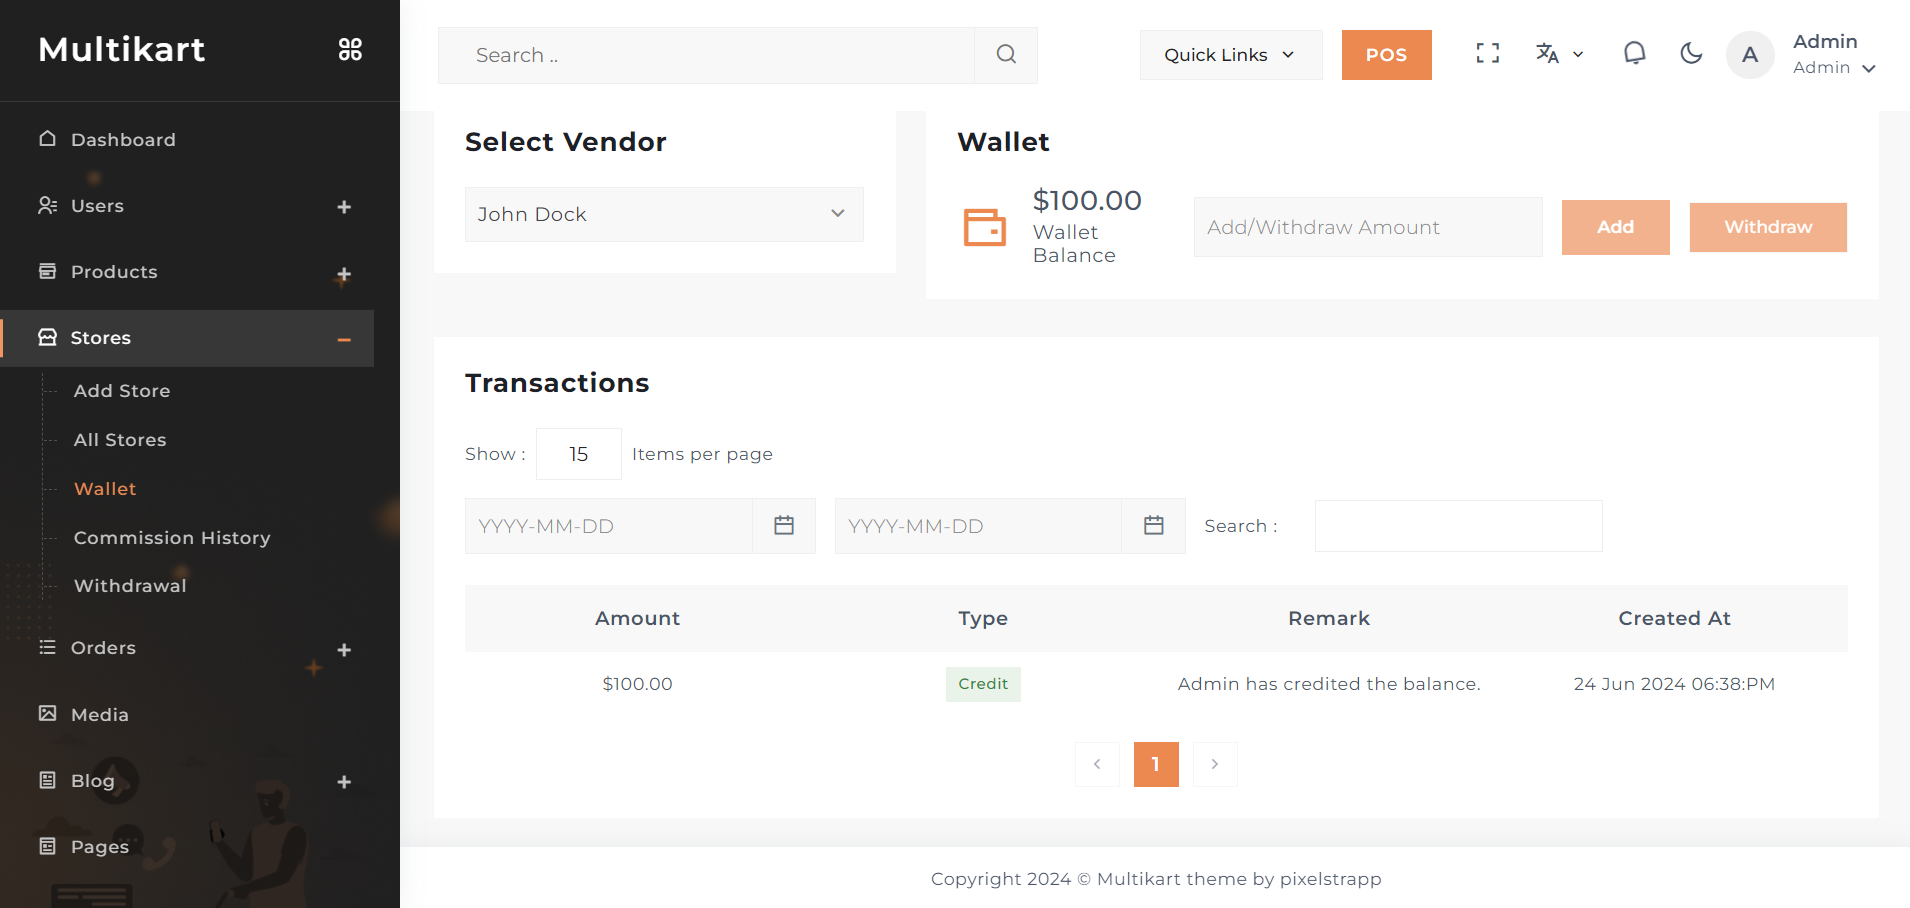 Multikart
Search ..
Quick Links
POS
A
Admin
Admin
Dashboard
Users
Products
Stores
Add Store
All Stores
Wallet
Commission History
Withdrawal
Orders
Media
Blog
Pages
Select Vendor
John Dock
Wallet
$100.00
Wallet
Balance
Add/Withdraw Amount
Add
Withdraw
Transactions
Show : 15 Items per page
YYYY-MM-DD
YYYY-MM-DD
Search :
Amount Type Remark Created At
$100.00 Credit Admin has credited the balance. 24 Jun 2024 06:38:PM
1
Copyright 2024 © Multikart theme by pixelstrapp